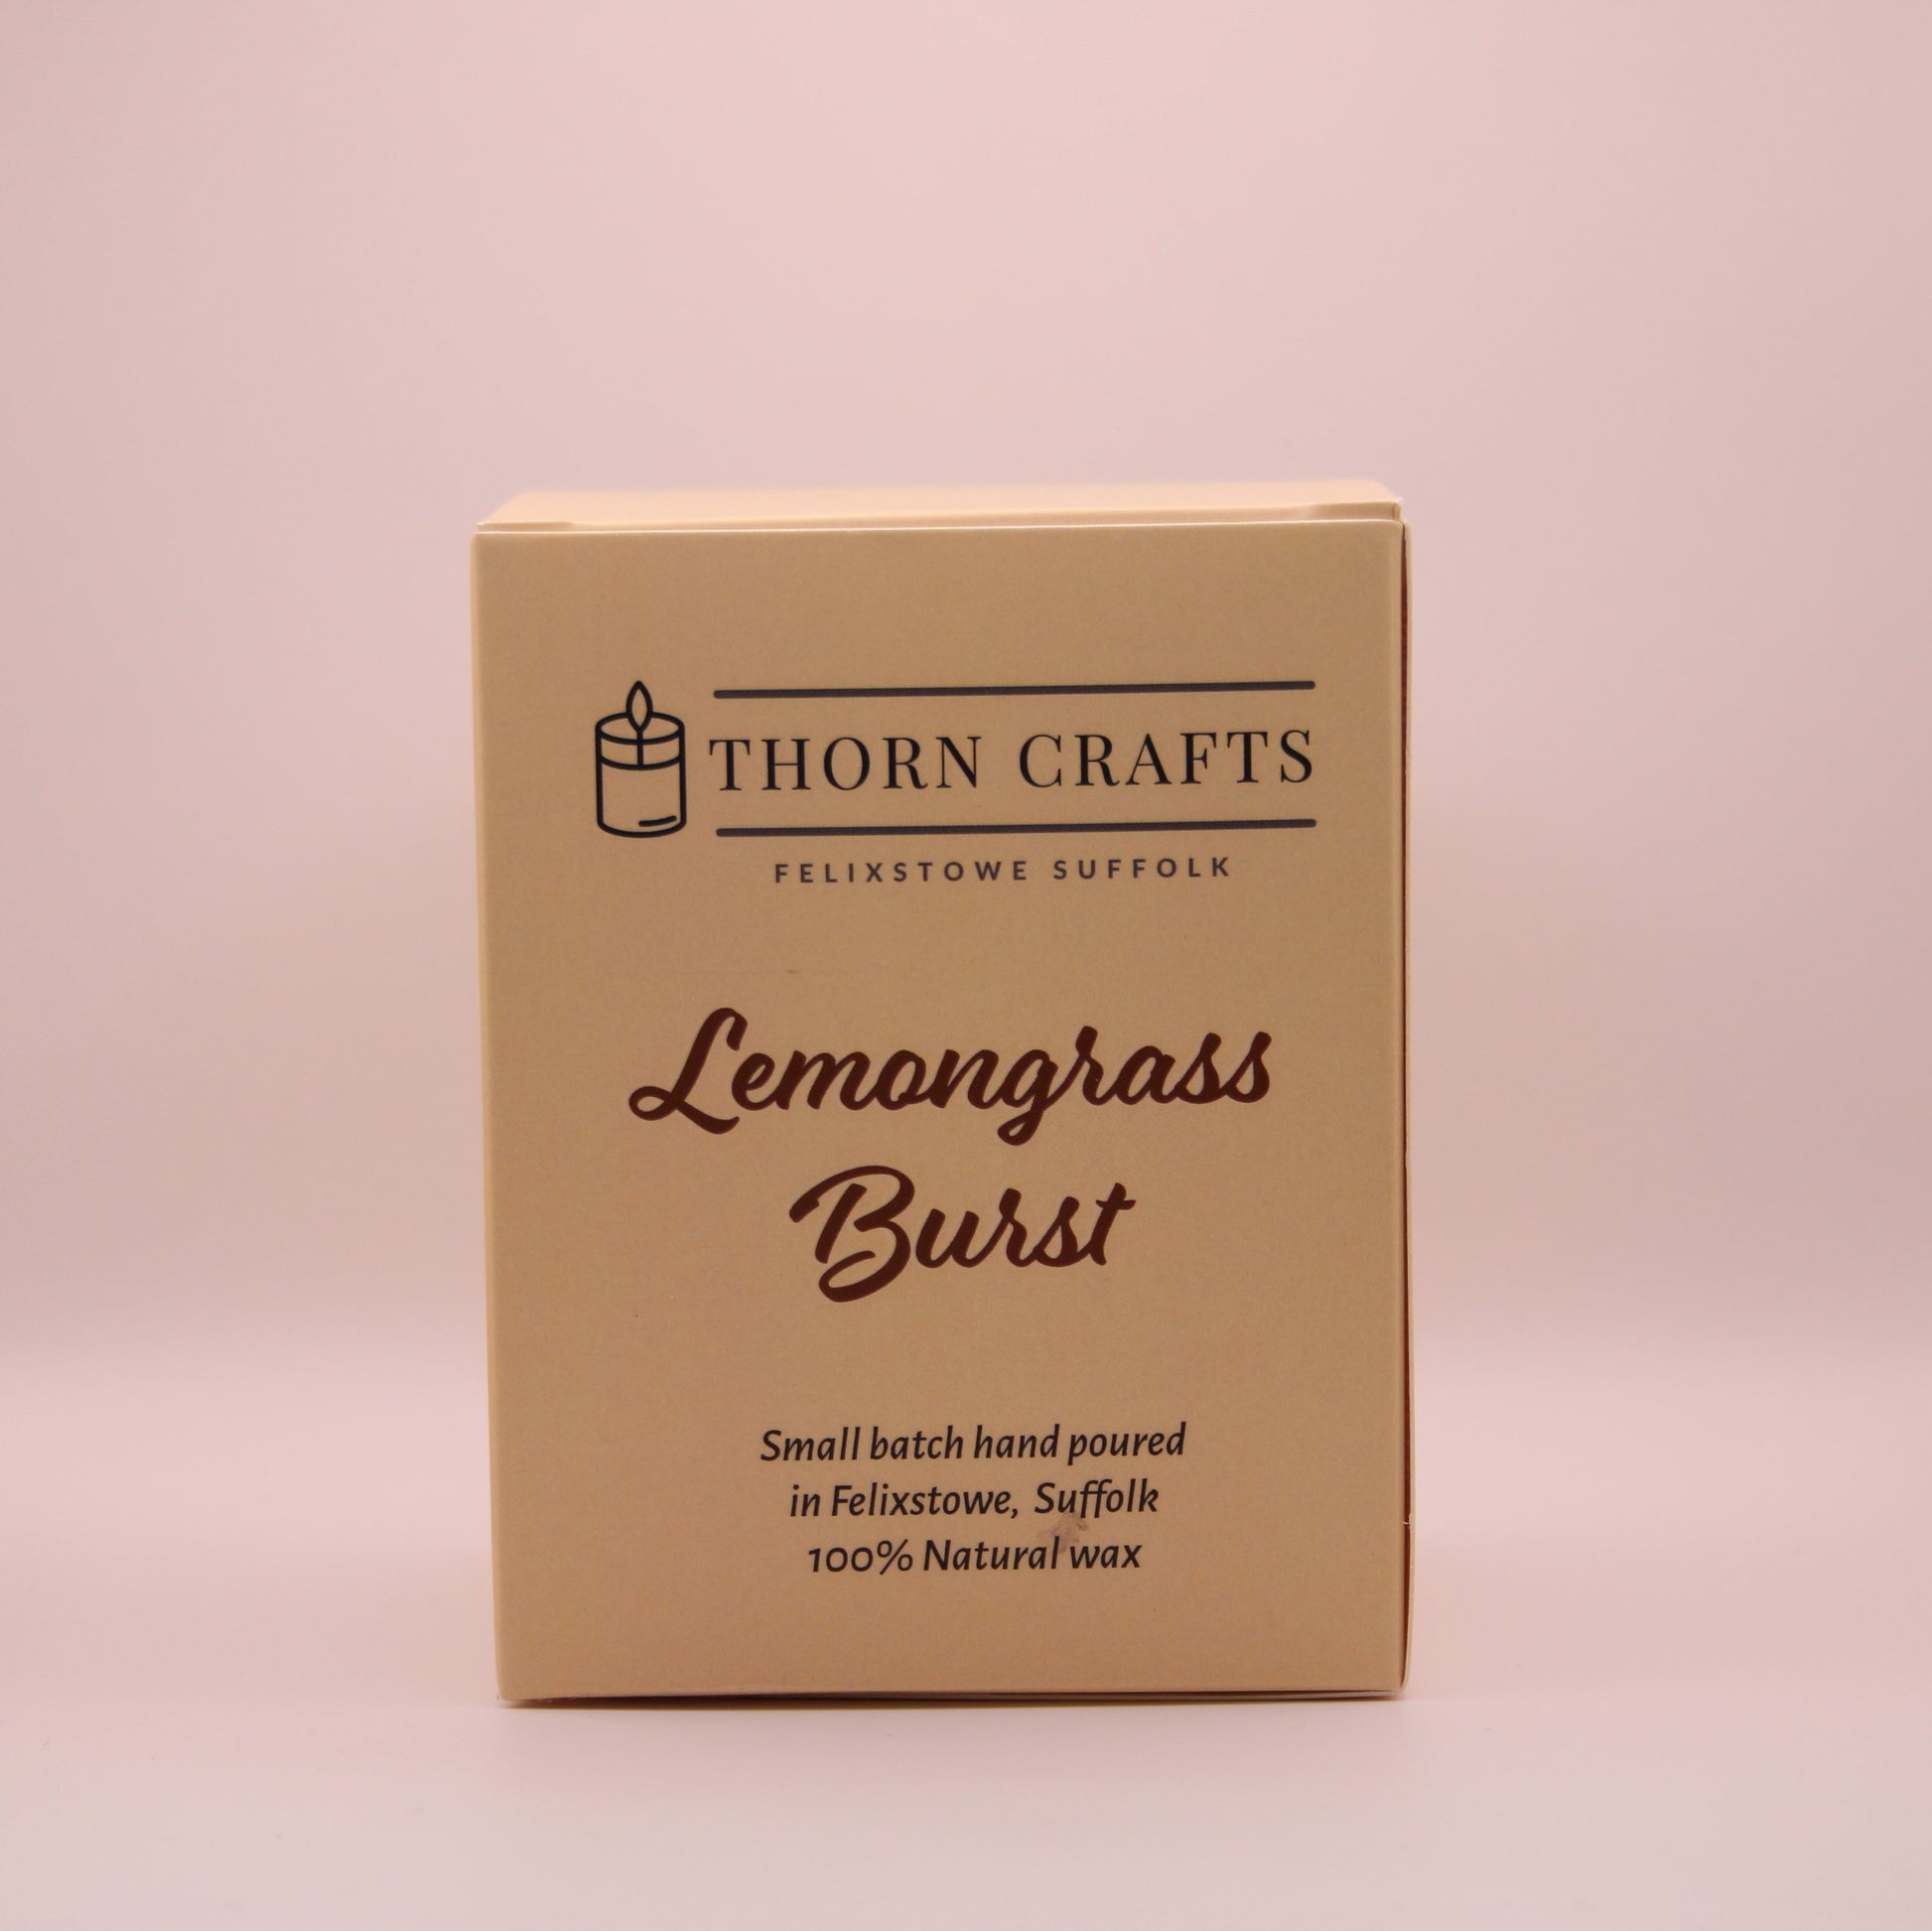 THORN CRAFTS
FELIXSTOWE SUFFOLK
Lemongrass
Burst
Small batch hand poured
in Felixstowe, Suffolk
100% Natural wax